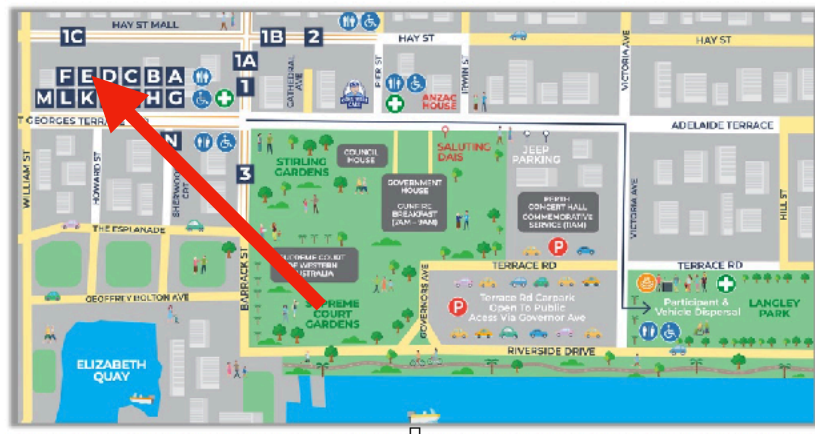 HAY ST MALL
1C
1B
2
HAY ST
HAY ST
1A
F E D C B A
1
M L K H G
CATHEDRAL AVE
PIER ST
IRWIN ST
VICTORIA AVE
ANZAC HOUSE
GEORGES
ADELAIDE TERRACE
WILLIAM ST
HOWARD ST
N
3
STIRLING GARDENS
COUNCIL HOUSE
SALUTING DAIS
JEEP PARKING
GOVERNMENT HOUSE
GUNFIRE BREAKFAST
PERTH CONCERT HALL
COMMEMORATIVE SERVICE (11AM)
VICTORIA AVE
HILL ST
THE ESPLANADE
SUPREME COURT
OF WESTERN
AUSTRALIA
P
TERRACE RD
TERRACE RD
BARRACK ST
GEOFFREY BOLTON AVE
SUPREME COURT GARDENS
GOVERNORS AVE
P
Terrace Rd Carpark
Open To Public
Acess Via Governor Ave
Participant &
Vehicle Dispersal
LANGLEY PARK
RIVERSIDE DRIVE
ELIZABETH QUAY